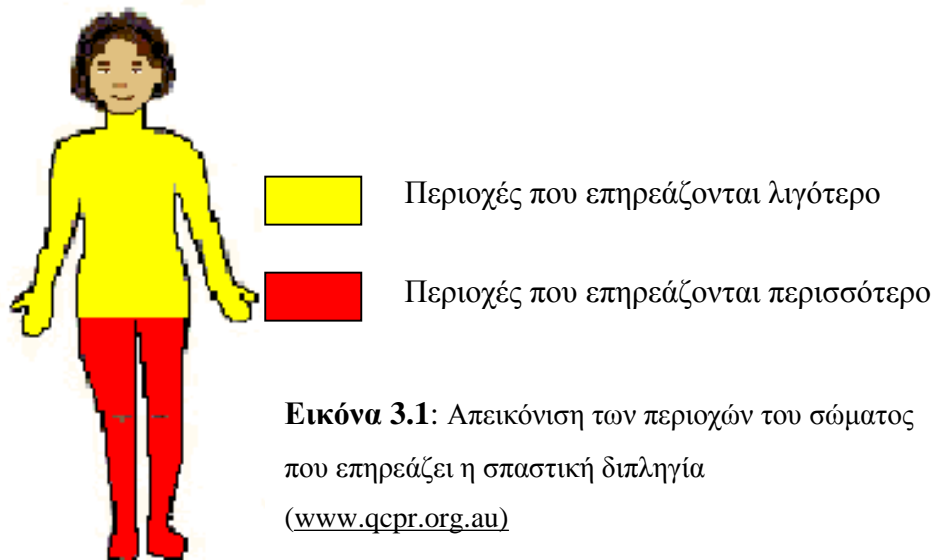 Περιοχές που επηρεάζονται λιγότερο
Περιοχές που επηρεάζονται περισσότερο
Εικόνα 3.1: Απεικόνιση των περιοχών του σώματος
που επηρεάζει η σπαστική διπληγία
(www.qcpr.org.au)